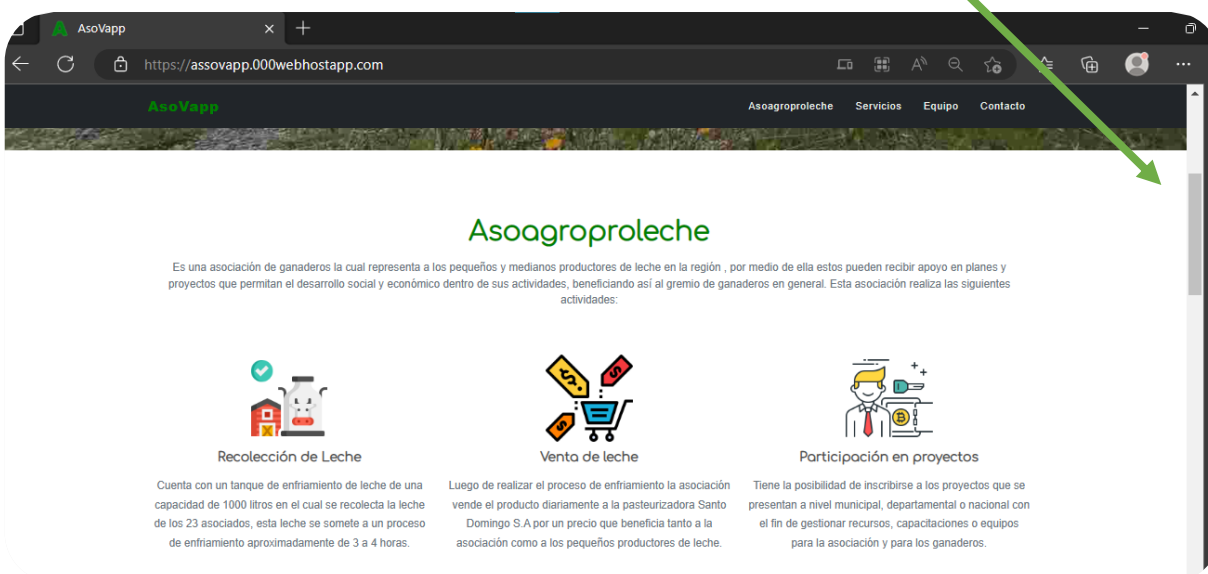 AsoVapp
https://assovapp.000webhostapp.com
AsoVapp
Asoagroproleche Servicios Equipo Contacto
Asoagroproleche
Es una asociación de ganaderos la cual representa a los pequeños y medianos productores de leche en la región , por medio de ella estos pueden recibir apoyo en planes y
proyectos que permitan el desarrollo social y económico dentro de sus actividades, beneficiando así al gremio de ganaderos en general. Esta asociación realiza las siguientes
actividades:
Recolección de Leche
Cuenta con un tanque de enfriamiento de leche de una
capacidad de 1000 litros en el cual se recolecta la leche
de los 23 asociados, esta leche se somete a un proceso
de enfriamiento aproximadamente de 3 a 4 horas.
Venta de leche
Luego de realizar el proceso de enfriamiento la asociación
vende el producto diariamente a la pasteurizadora Santo
Domingo S.A por un precio que beneficia tanto a la
asociación como a los pequeños productores de leche.
Participación en proyectos
Tiene la posibilidad de inscribirse a los proyectos que se
presentan a nivel municipal, departamental o nacional con
el fin de gestionar recursos, capacitaciones o equipos
para la asociación y para los ganaderos.